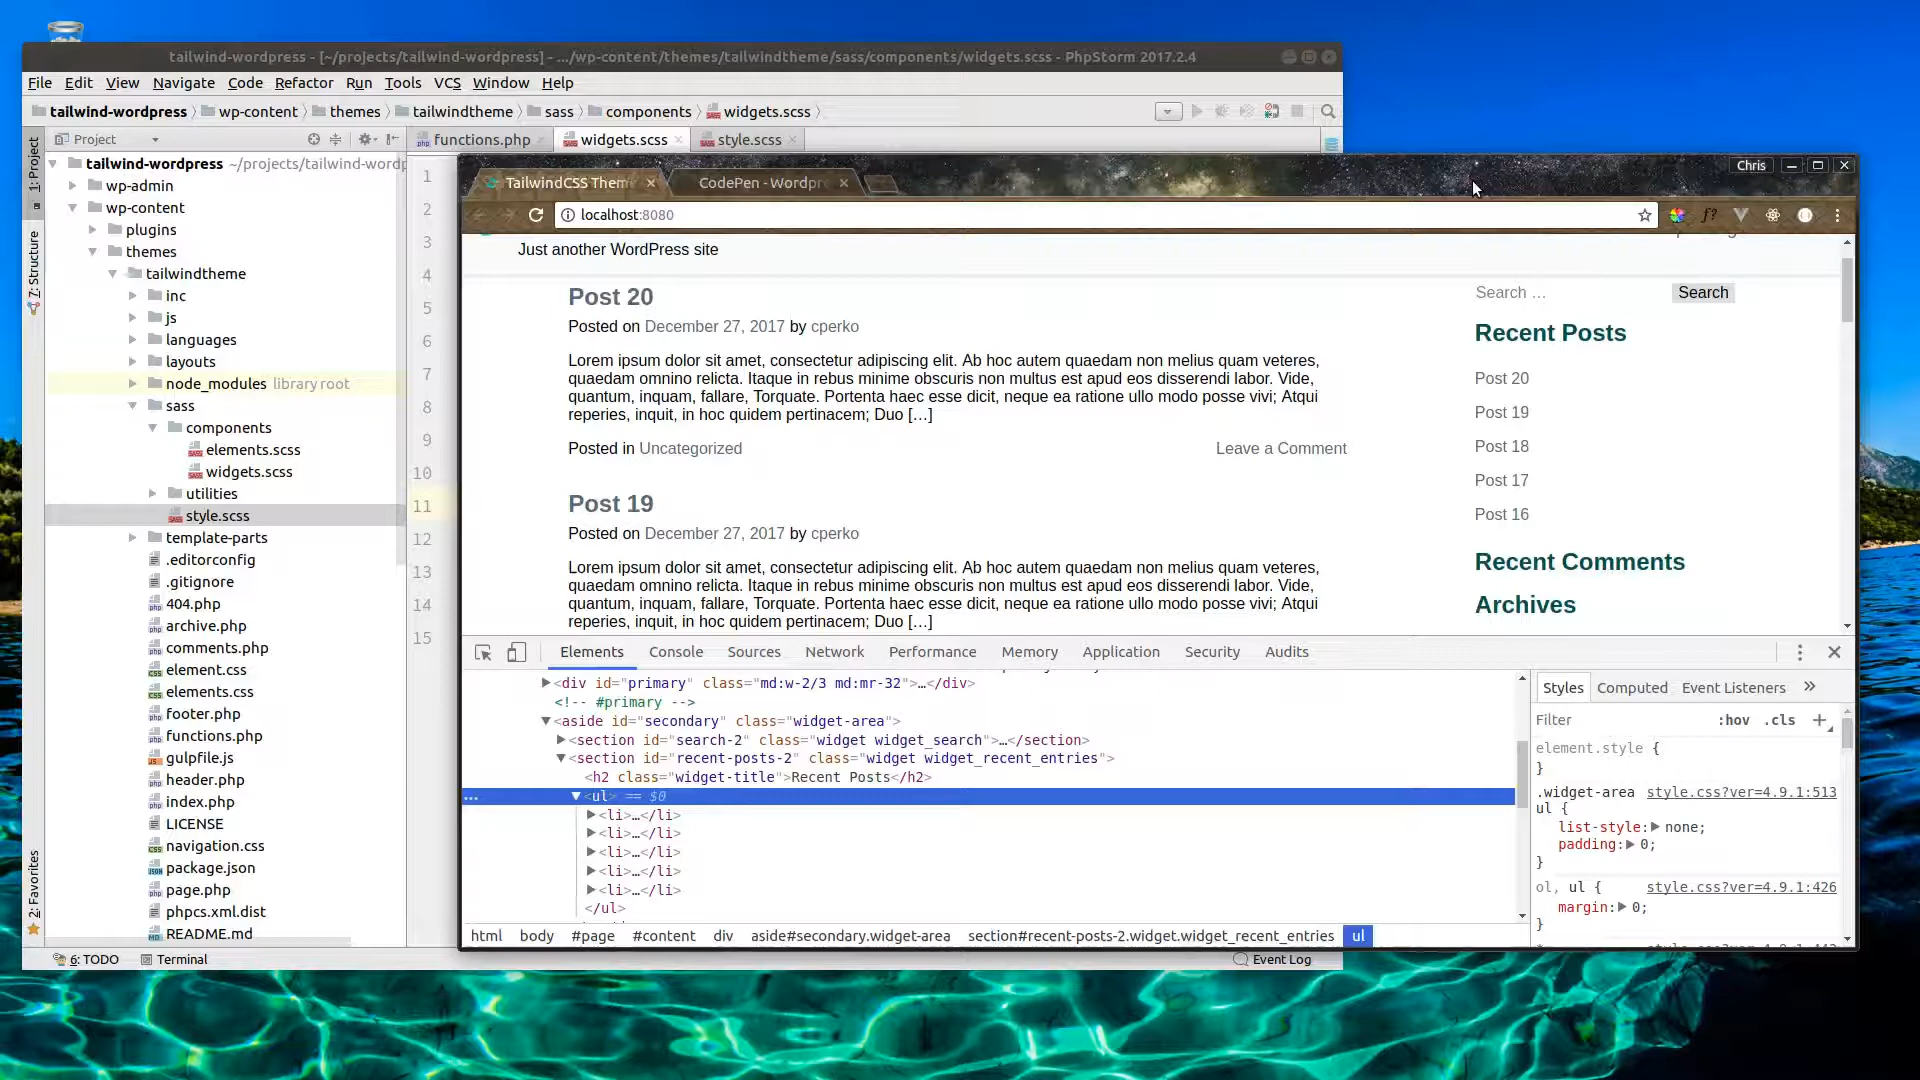 tailwind-wordpress - [~/projects/tailwind-wordpress] - .../wp-content/themes/tailwindtheme/sass/components/widgets.scss - PhpStorm 2017.2.4
File Edit View Navigate Code Refactor Run Tools VCS Window Help
tailwind-wordpress wp-content themes tailwindtheme sass components widgets.scss
Project
functions.php widgets.scss style.scss
1: Project
7: Structure
2: Favorites
tailwind-wordpress ~/projects/tailwind-wordp
wp-admin
wp-content
plugins
themes
tailwindtheme
inc
js
languages
layouts
node_modules library root
sass
components
elements.scss
widgets.scss
utilities
style.scss
template-parts
.editorconfig
.gitignore
404.php
archive.php
comments.php
element.css
elements.css
footer.php
functions.php
gulpfile.js
header.php
index.php
LICENSE
navigation.css
package.json
page.php
phpcs.xml.dist
README.md
6: TODO Terminal
Event Log
1
2
3
4
5
6
7
8
9
10
11
12
13
14
15
Chris
TailwindCSS Them CodePen - Wordpr
localhost:8080
f?
Just another WordPress site
Post 20
Posted on December 27, 2017 by cperko
Lorem ipsum dolor sit amet, consectetur adipiscing elit. Ab hoc autem quaedam non melius quam veteres,
quaedam omnino relicta. Itaque in rebus minime obscuris non multus est apud eos disserendi labor. Vide,
quantum, inquam, fallare, Torquate. Portenta haec esse dicit, neque ea ratione ullo modo posse vivi; Atqui
reperies, inquit, in hoc quidem pertinacem; Duo […]
Posted in Uncategorized
Leave a Comment
Post 19
Posted on December 27, 2017 by cperko
Lorem ipsum dolor sit amet, consectetur adipiscing elit. Ab hoc autem quaedam non melius quam veteres,
quaedam omnino relicta. Itaque in rebus minime obscuris non multus est apud eos disserendi labor. Vide,
quantum, inquam, fallare, Torquate. Portenta haec esse dicit, neque ea ratione ullo modo posse vivi; Atqui
reperies, inquit, in hoc quidem pertinacem; Duo […]
Search …
Search
Recent Posts
Post 20
Post 19
Post 18
Post 17
Post 16
Recent Comments
Archives
Elements Console Sources Network Performance Memory Application Security Audits
<div id="primary" class="md:w-2/3 md:mr-32">…</div>
<!-- #primary -->
<aside id="secondary" class="widget-area">
<section id="search-2" class="widget widget_search">…</section>
<section id="recent-posts-2" class="widget widget_recent_entries">
<h2 class="widget-title">Recent Posts</h2>
<ul> == $0
<li>…</li>
<li>…</li>
<li>…</li>
<li>…</li>
<li>…</li>
</ul>
html body #page #content div aside#secondary.widget-area section#recent-posts-2.widget.widget_recent_entries ul
Styles Computed Event Listeners »
Filter :hov .cls +
element.style {
}
.widget-area style.css?ver=4.9.1:513
ul {
list-style: none;
padding: 0;
}
ol, ul { style.css?ver=4.9.1:426
margin: 0;
}